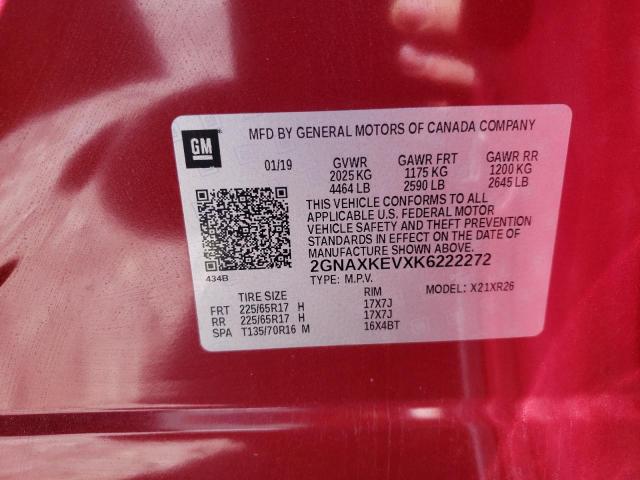 GM
MFD BY GENERAL MOTORS OF CANADA COMPANY
01/19 GVWR GAWR FRT GAWR RR
2025 KG 1175 KG 1200 KG
4464 LB 2590 LB 2645 LB
THIS VEHICLE CONFORMS TO ALL
APPLICABLE U.S. FEDERAL MOTOR
VEHICLE SAFETY AND THEFT PREVENTION
STANDARDS IN EFFECT ON THE DATE OF
MANUFACTURE SHOWN ABOVE.
434B
2GNAXKEVXK6222272
TYPE: M.P.V. MODEL: X21XR26
TIRE SIZE RIM
FRT 225/65R17 H 17X7J
RR 225/65R17 H 17X7J
SPA T135/70R16 M 16X4BT